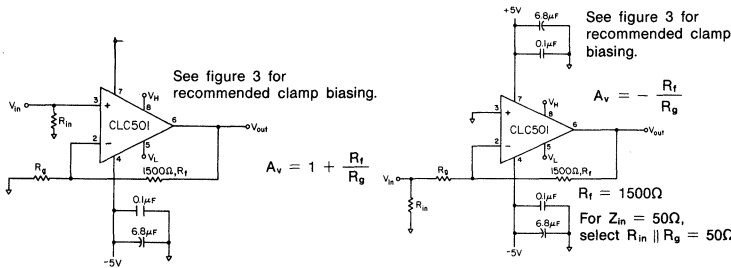 7
See figure 3 for
recommended clamp biasing.
Vin
3
+
VH
8
Rin
CLC501
6
Vout
2
−
5
VL
4
Rg
1500Ω, Rf
Av = 1 + Rf/Rg
0.1μF
6.8μF
-5V
+5V
6.8μF
0.1μF
See figure 3 for
recommended clamp
biasing.
7
VH
3
+
8
Av = − Rf/Rg
CLC501
6
Vout
2
−
5
VL
4
Vin
Rg
1500Ω, Rf
Rin
Rf = 1500Ω
0.1μF
For Zin = 50Ω,
select Rin || Rg = 50Ω
6.8μF
-5V